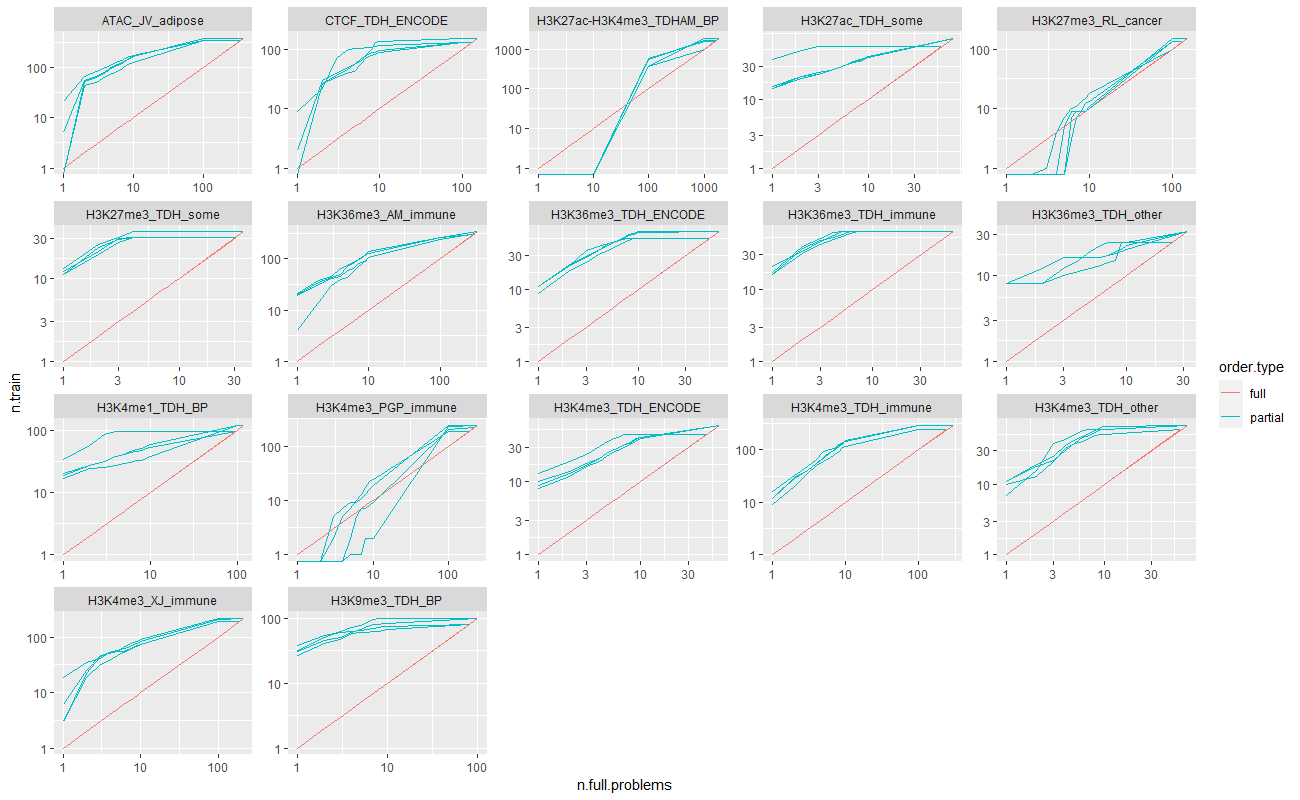 ATAC_JV_adipose CTCF_TDH_ENCODE H3K27ac-H3K4me3_TDHAM_BP H3K27ac_TDH_some H3K27me3_RL_cancer
100 100 1000 30 100
10 10 100 10 10
1 1 10 3 1
1 1
1 10 100 1 10 100 1 10 100 1000 1 3 10 30 1 10 100
H3K27me3_TDH_some H3K36me3_AM_immune H3K36me3_TDH_ENCODE H3K36me3_TDH_immune H3K36me3_TDH_other
30 100 30 30 30
10 10 10 10 10
3 1 3 3 3
1 1 1 1
1 3 10 30 1 10 100 1 3 10 30 1 3 10 30 1 3 10 30
H3K4me1_TDH_BP H3K4me3_PGP_immune H3K4me3_TDH_ENCODE H3K4me3_TDH_immune H3K4me3_TDH_other
100 100 30 100 30
10 10 10 10 10
1 1 3 1 3
1 1
1 10 100 1 10 100 1 3 10 30 1 10 100 1 3 10 30
H3K4me3_XJ_immune H3K9me3_TDH_BP
100 100
10 10
1 1
1 10 100 1 10 100
n.full.problems
n.train
order.type
full
partial